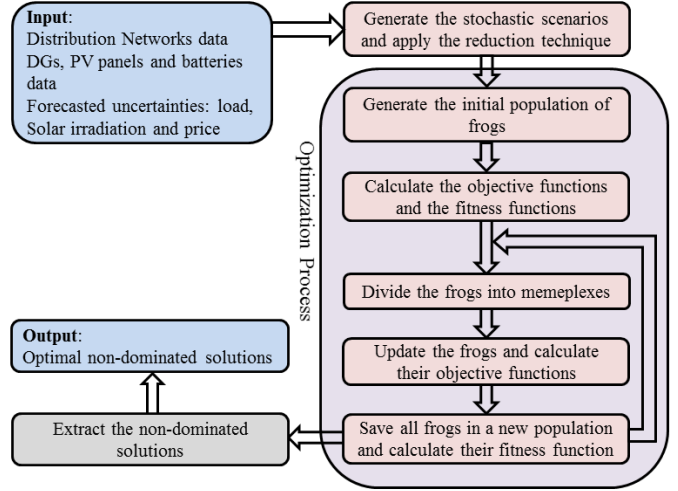 Input:
Distribution Networks data
DGs, PV panels and batteries
data
Forecasted uncertainties: load,
Solar irradiation and price
Generate the stochastic scenarios
and apply the reduction technique
Optimization Process
Generate the initial population of
frogs
Calculate the objective functions
and the fitness functions
Divide the frogs into memeplexes
Update the frogs and calculate
their objective functions
Save all frogs in a new population
and calculate their fitness function
Extract the non-dominated
solutions
Output:
Optimal non-dominated solutions